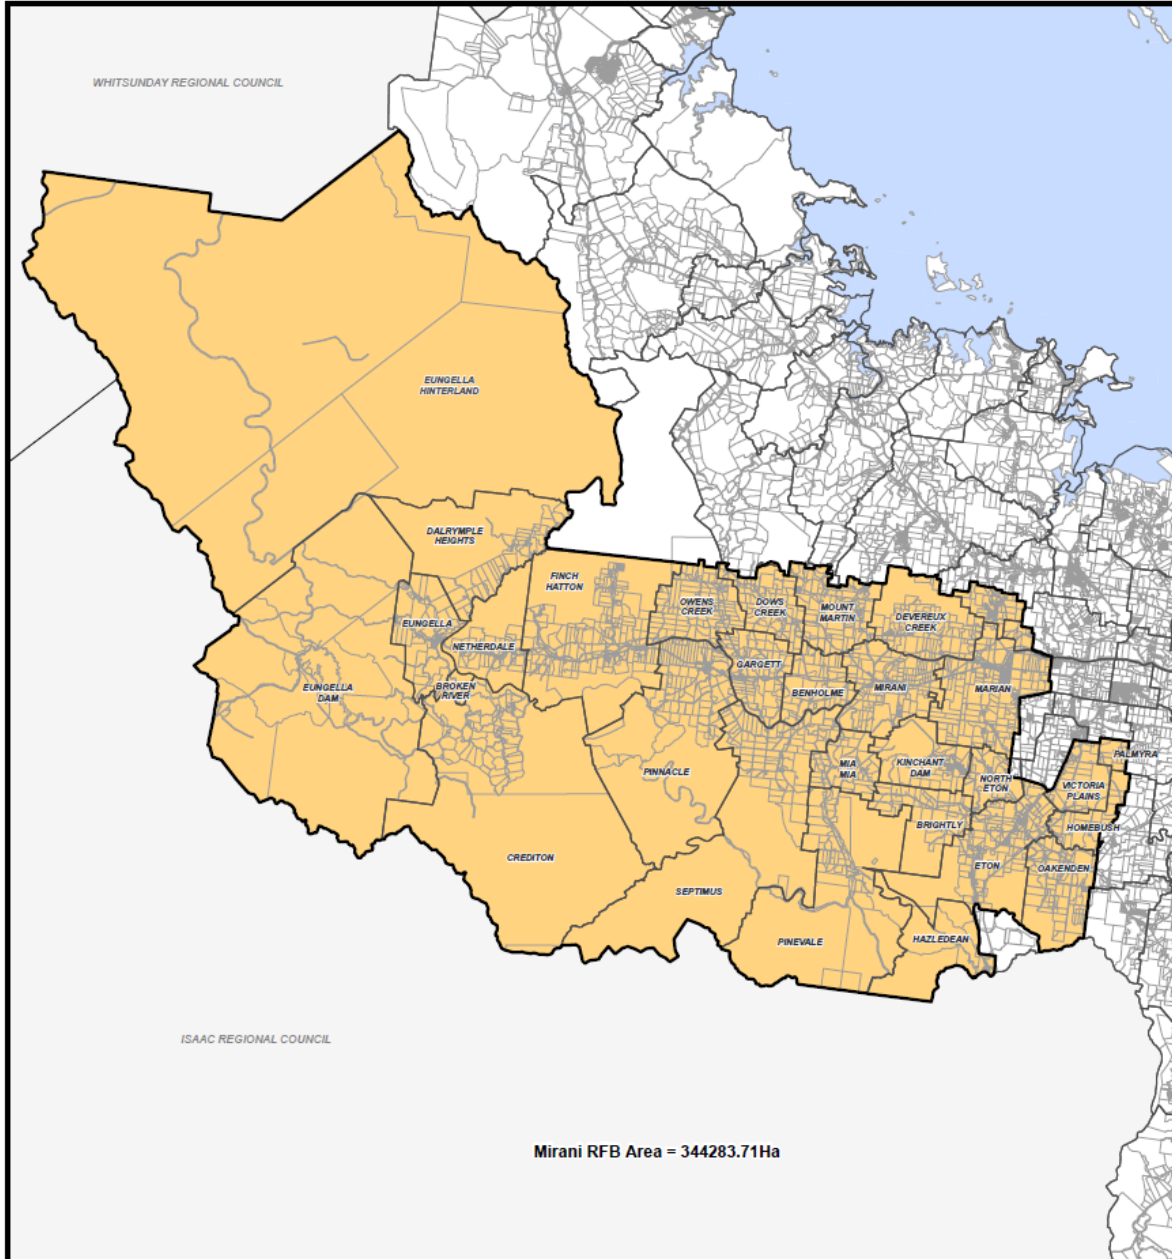 WHITSUNDAY REGIONAL COUNCIL
EUNGELLA
HINTERLAND
DALRYMPLE
HEIGHTS
FINCH
HATTON
OWENS
CREEK
DOWS
CREEK
MOUNT
MARTIN
DEVEREUX
CREEK
EUNGELLA
NETHERDALE
GARGETT
BENHOLME
MIRANI
MARIAN
EUNGELLA
DAM
BROKEN
RIVER
PINNACLE
MIA
MIA
KINCHANT
DAM
NORTH
ETON
PALMYRA
VICTORIA
PLAINS
BRIGHTLY
HOMEBUSH
CREDITON
ETON
OAKENDEN
SEPTIMUS
PINEVALE
HAZLEDEAN
ISAAC REGIONAL COUNCIL
Mirani RFB Area = 344283.71Ha